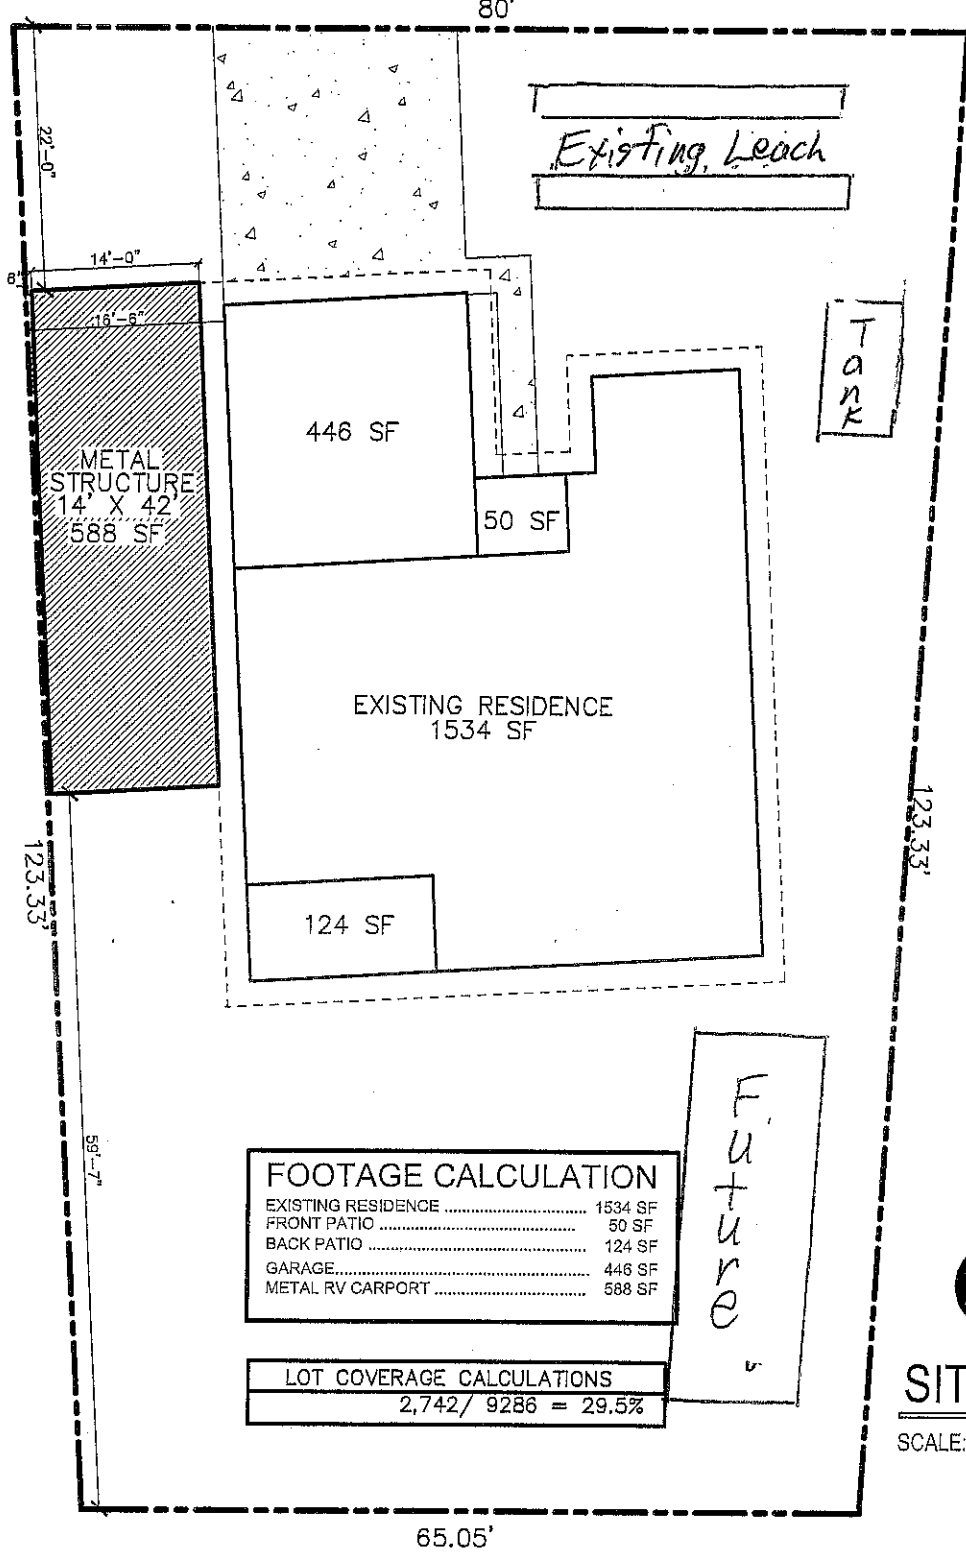 80'
22'-0"
Existing Leach
14'-0"
16'-6"
Tank
446 SF
METAL
STRUCTURE
14' X 42'
588 SF
50 SF
EXISTING RESIDENCE
1534 SF
123.33'
123.33'
124 SF
Future
59'-7"
FOOTAGE CALCULATION
EXISTING RESIDENCE ................................ 1534 SF
FRONT PATIO ............................................ 50 SF
BACK PATIO ................................................. 124 SF
GARAGE......................................................... 446 SF
METAL RV CARPORT .................................. 588 SF
LOT COVERAGE CALCULATIONS
2,742/ 9286 = 29.5%
SIT
SCALE:
65.05'